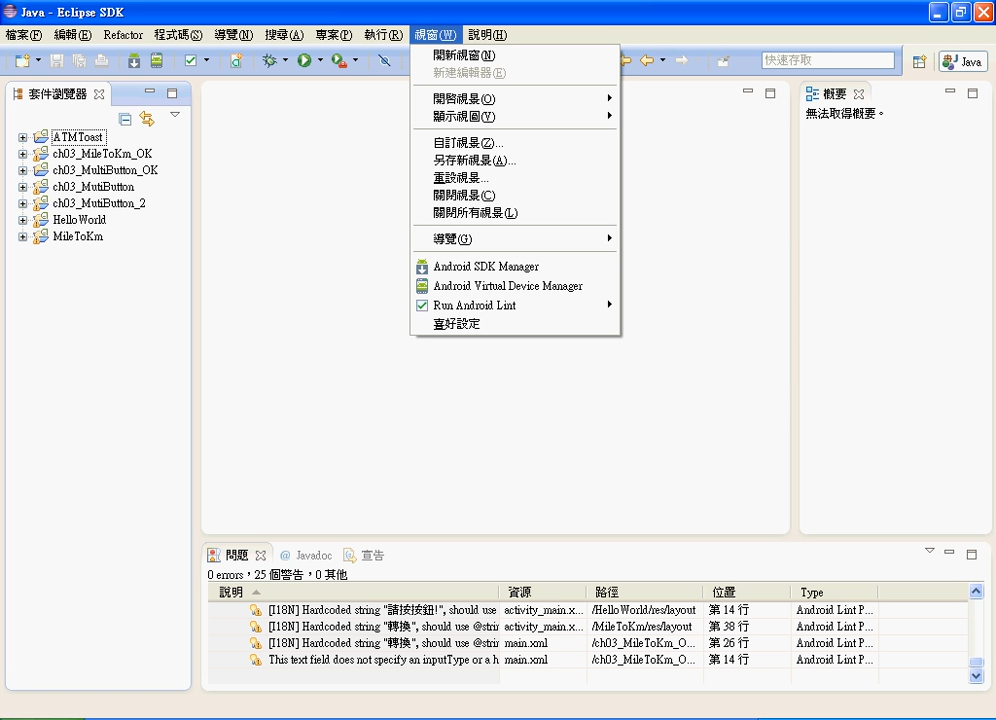 Java - Eclipse SDK
檔案(F) 編輯(E) Refactor 程式碼(S) 導覽(N) 搜尋(A) 專案(P) 執行(R) 視窗(W) 說明(H)
快速存取
Java
套件瀏覽器
ATMToast
ch03_MileToKm_OK
ch03_MultiButton_OK
ch03_MutiButton
ch03_MutiButton_2
HelloWorld
MileToKm
開新視窗(N)
新建編輯器(E)
開啓視景(O)
顯示視圖(V)
自訂視景(Z)...
另存新視景(A)...
重設視景...
關閉視景(C)
關閉所有視景(L)
導覽(G)
Android SDK Manager
Android Virtual Device Manager
Run Android Lint
喜好設定
概要
無法取得概要。
問題 @ Javadoc 宣告
0 errors，25 個警告，0 其他
說明 資源 路徑 位置 Type
[I18N] Hardcoded string "請按按鈕!", should use activity_main.x... /HelloWorld/res/layout 第 14 行 Android Lint P...
[I18N] Hardcoded string "轉換", should use @strin activity_main.x... /MileToKm/res/layout 第 38 行 Android Lint P...
[I18N] Hardcoded string "轉換", should use @strin main.xml /ch03_MileToKm_O... 第 26 行 Android Lint P...
This text field does not specify an inputType or a h main.xml /ch03_MileToKm_O... 第 14 行 Android Lint P...